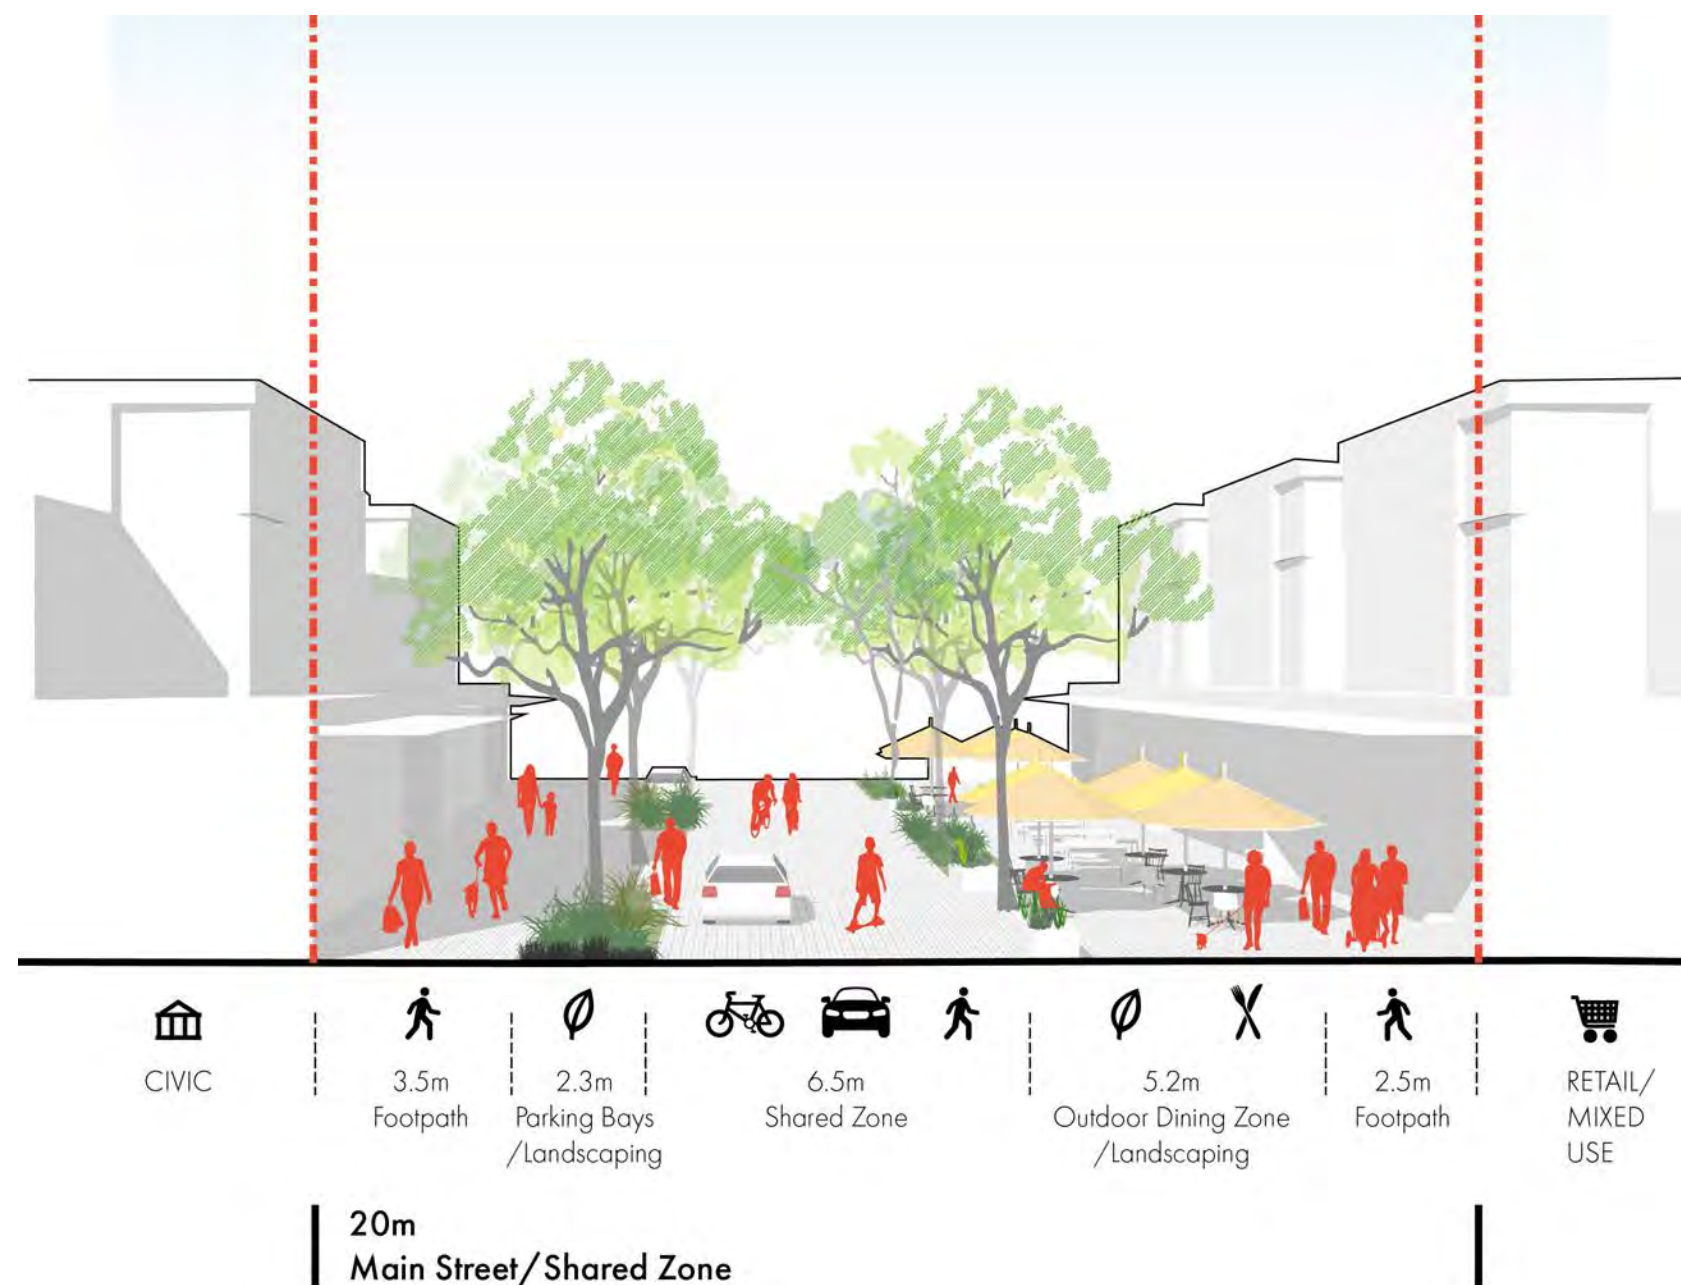 CIVIC
3.5m
Footpath
2.3m
Parking Bays
/Landscaping
6.5m
Shared Zone
5.2m
Outdoor Dining Zone
/Landscaping
2.5m
Footpath
RETAIL/
MIXED
USE
20m
Main Street/Shared Zone